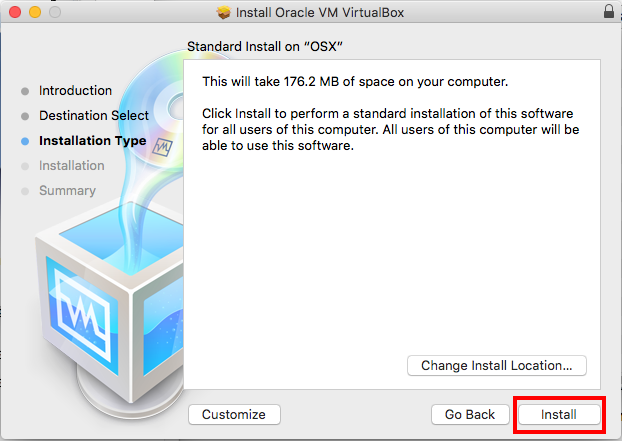 Install Oracle VM VirtualBox
Standard Install on “OSX”
Introduction
Destination Select
Installation Type
Installation
Summary
This will take 176.2 MB of space on your computer.
Click Install to perform a standard installation of this software
for all users of this computer. All users of this computer will be
able to use this software.
Change Install Location...
Customize
Go Back
Install